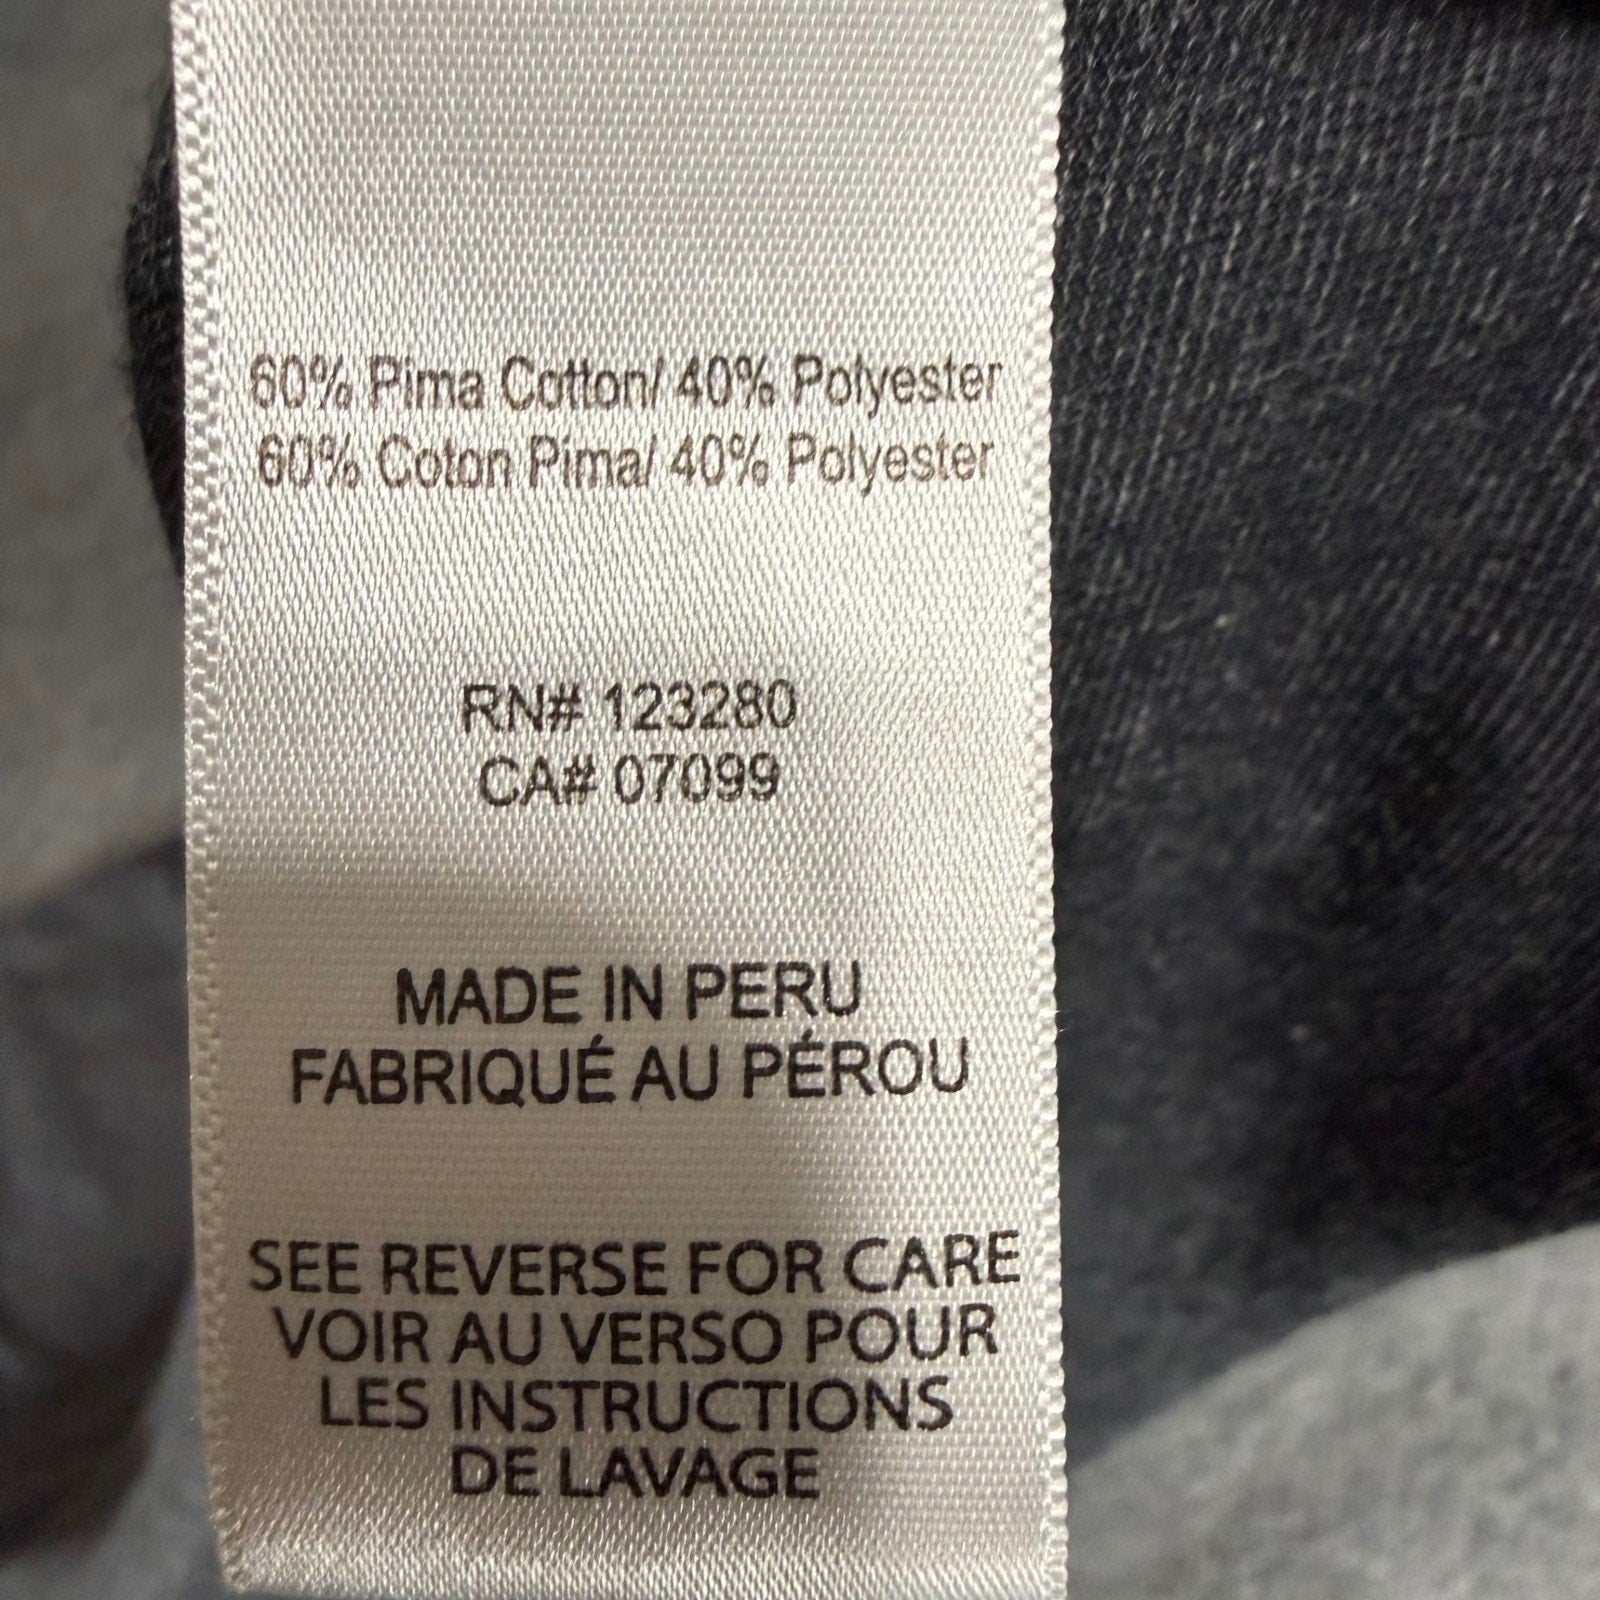 60% Pima Cotton/ 40% Polyester
60% Coton Pima/ 40% Polyester
RN# 123280
CA# 07099
MADE IN PERU
FABRIQUÉ AU PÉROU
SEE REVERSE FOR CARE
VOIR AU VERSO POUR
LES INSTRUCTIONS
DE LAVAGE